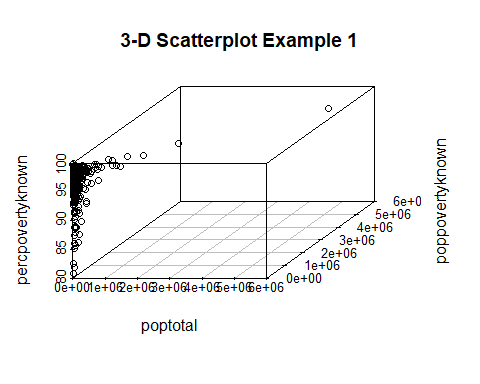 3-D Scatterplot Example 1
percpovertyknown
100
95
90
85
80
0e+00 1e+06 2e+06 3e+06 4e+06 5e+06 6e+06
poptotal
0e+00
1e+06
2e+06
3e+06
4e+06
5e+06
6e+0
poppovertyknown